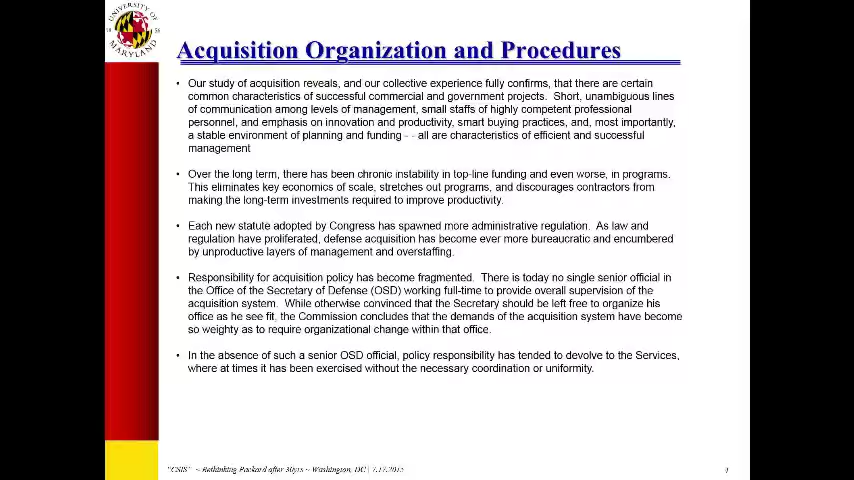 UNIVERSITY OF
18 56
MARYLAND
Acquisition Organization and Procedures
• Our study of acquisition reveals, and our collective experience fully confirms, that there are certain
common characteristics of successful commercial and government projects. Short, unambiguous lines
of communication among levels of management, small staffs of highly competent professional
personnel, and emphasis on innovation and productivity, smart buying practices, and, most importantly,
a stable environment of planning and funding - - all are characteristics of efficient and successful
management
• Over the long term, there has been chronic instability in top-line funding and even worse, in programs.
This eliminates key economics of scale, stretches out programs, and discourages contractors from
making the long-term investments required to improve productivity.
• Each new statute adopted by Congress has spawned more administrative regulation. As law and
regulation have proliferated, defense acquisition has become ever more bureaucratic and encumbered
by unproductive layers of management and overstaffing.
• Responsibility for acquisition policy has become fragmented. There is today no single senior official in
the Office of the Secretary of Defense (OSD) working full-time to provide overall supervision of the
acquisition system. While otherwise convinced that the Secretary should be left free to organize his
office as he see fit, the Commission concludes that the demands of the acquisition system have become
so weighty as to require organizational change within that office.
• In the absence of such a senior OSD official, policy responsibility has tended to devolve to the Services,
where at times it has been exercised without the necessary coordination or uniformity.
"CSIS" ~ Rethinking Packard after 30yrs ~ Washington, DC | 7.17.2015
4